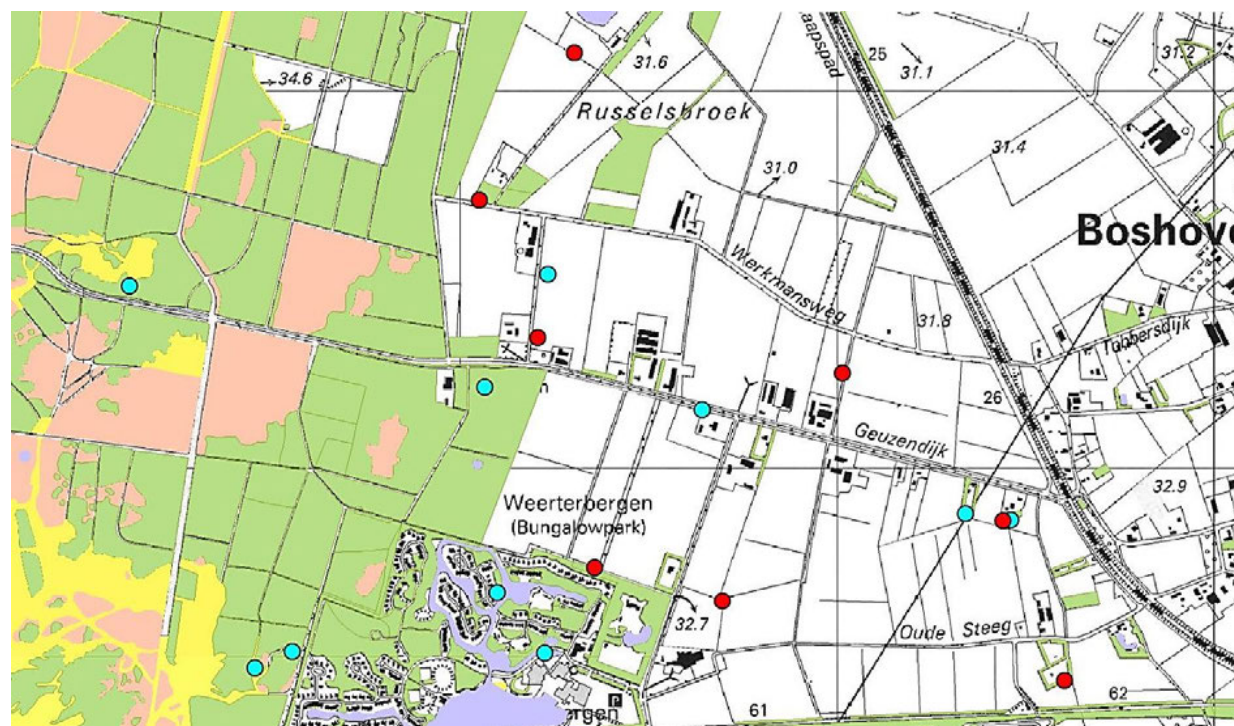 25
31.6
31.1
31.2
34.6
Russelsbroek
31.4
31.0
Boshov
Werkmansweg
31.8
Tobbersdijk
26
Geuzendijk
32.9
Weerterbergen
(Bungalowpark)
32.7
Oude Steeg
61
62
P